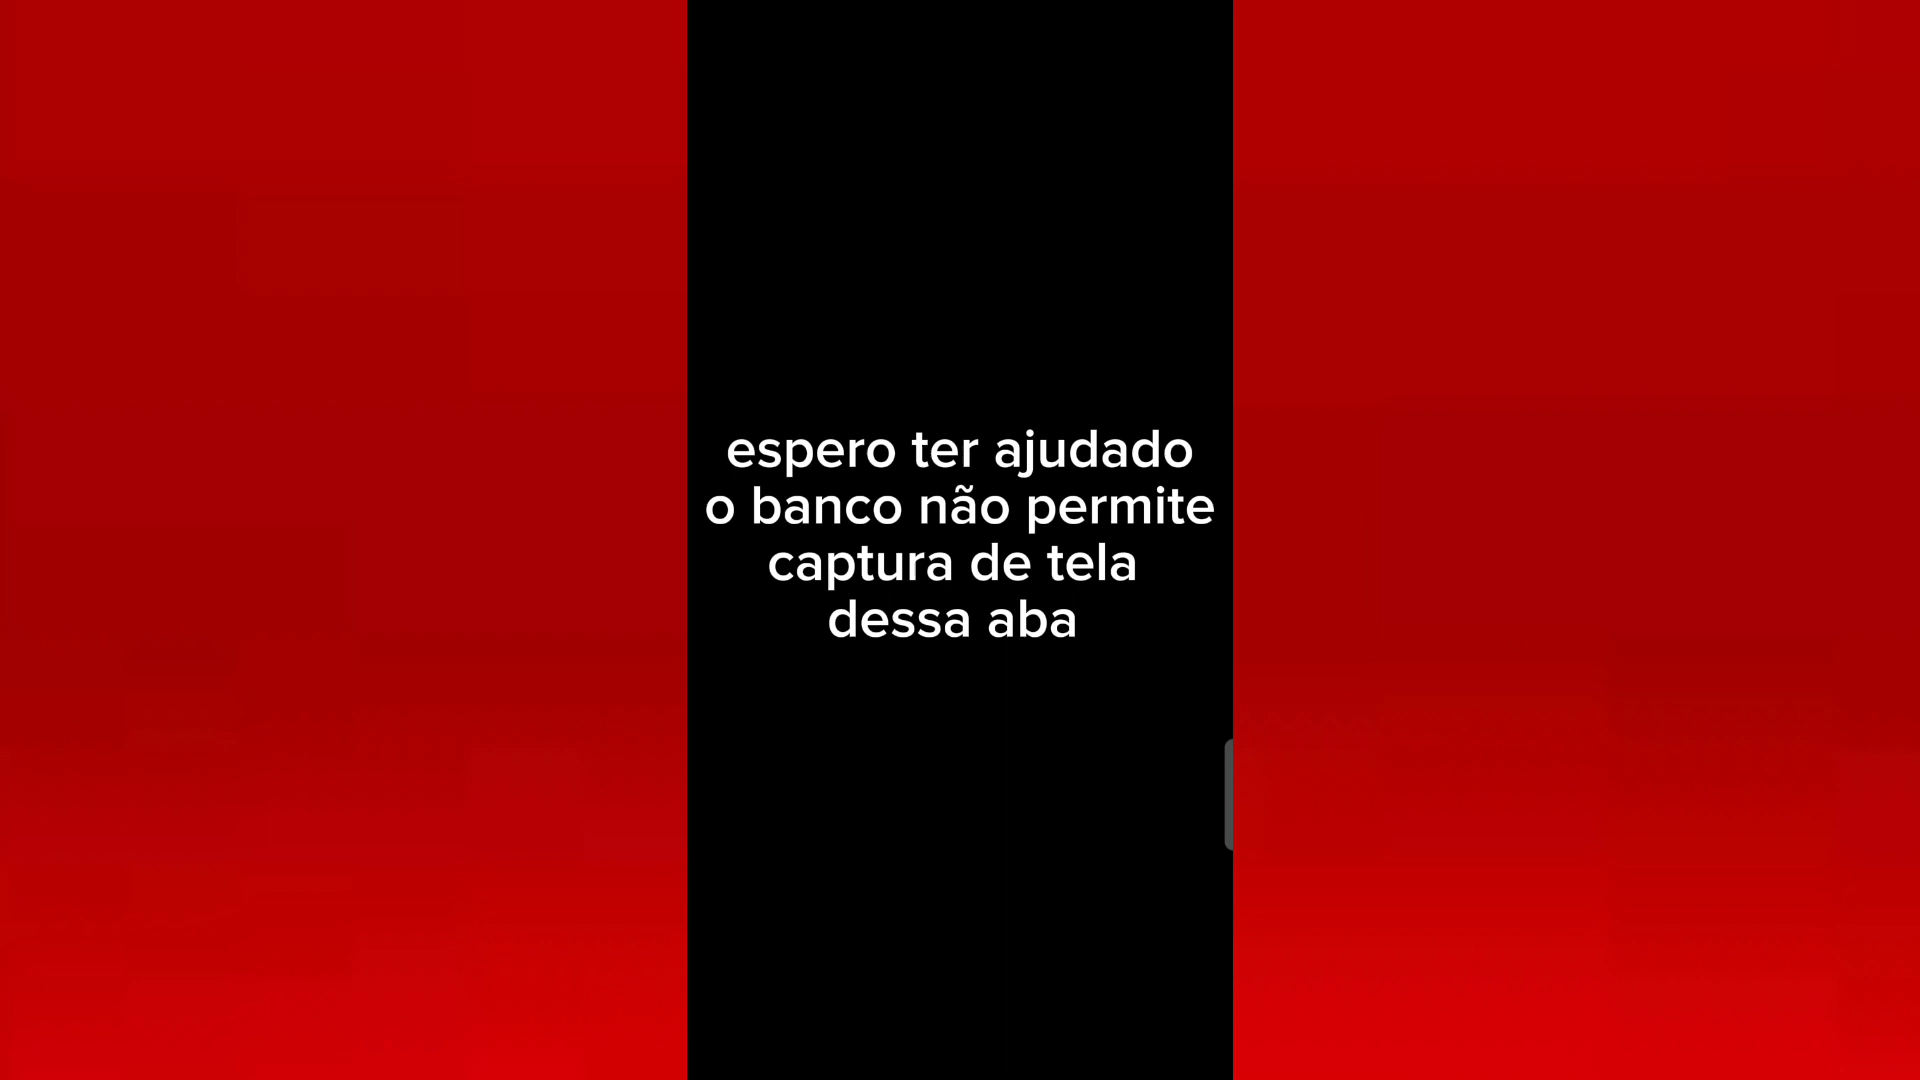 espero ter ajudado
o banco não permite
captura de tela
dessa aba